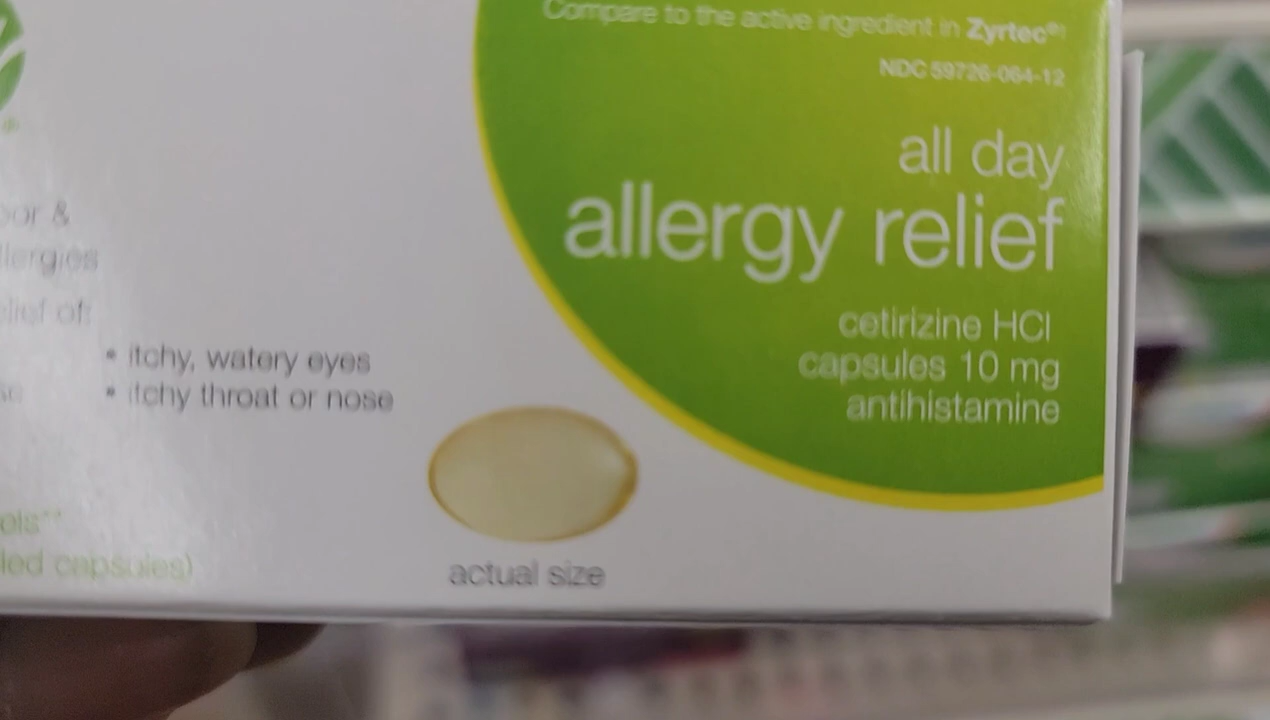 Compare to the active ingredient in Zyrtec®†
NDC 59726-064-12
all day
allergy relief
cetirizine HCl
capsules 10 mg
antihistamine
&
• itchy, watery eyes
• itchy throat or nose
actual size
capsules)